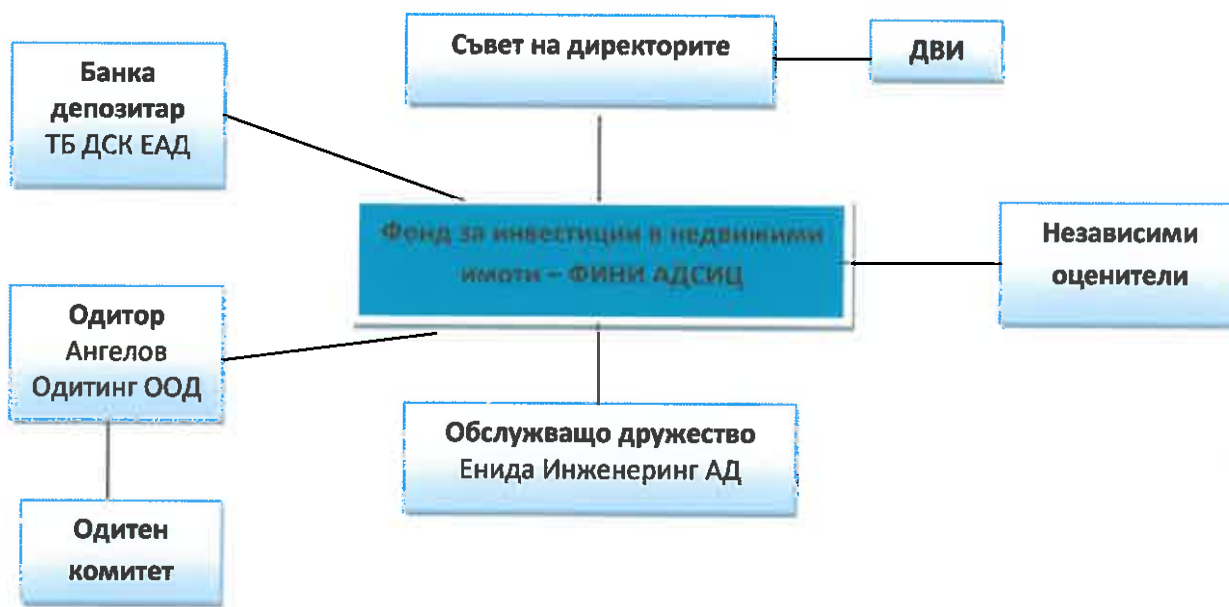 Съвет на директорите
ДВИ
Банка
депозитар
ТБ ДСК ЕАД
Фонд за инвестиции в недвижими
имоти – ФИНИ АДСИЦ
Независими
оценители
Одитор
Ангелов
Одитинг ООД
Обслужващо дружество
Енида Инженеринг АД
Одитен
комитет